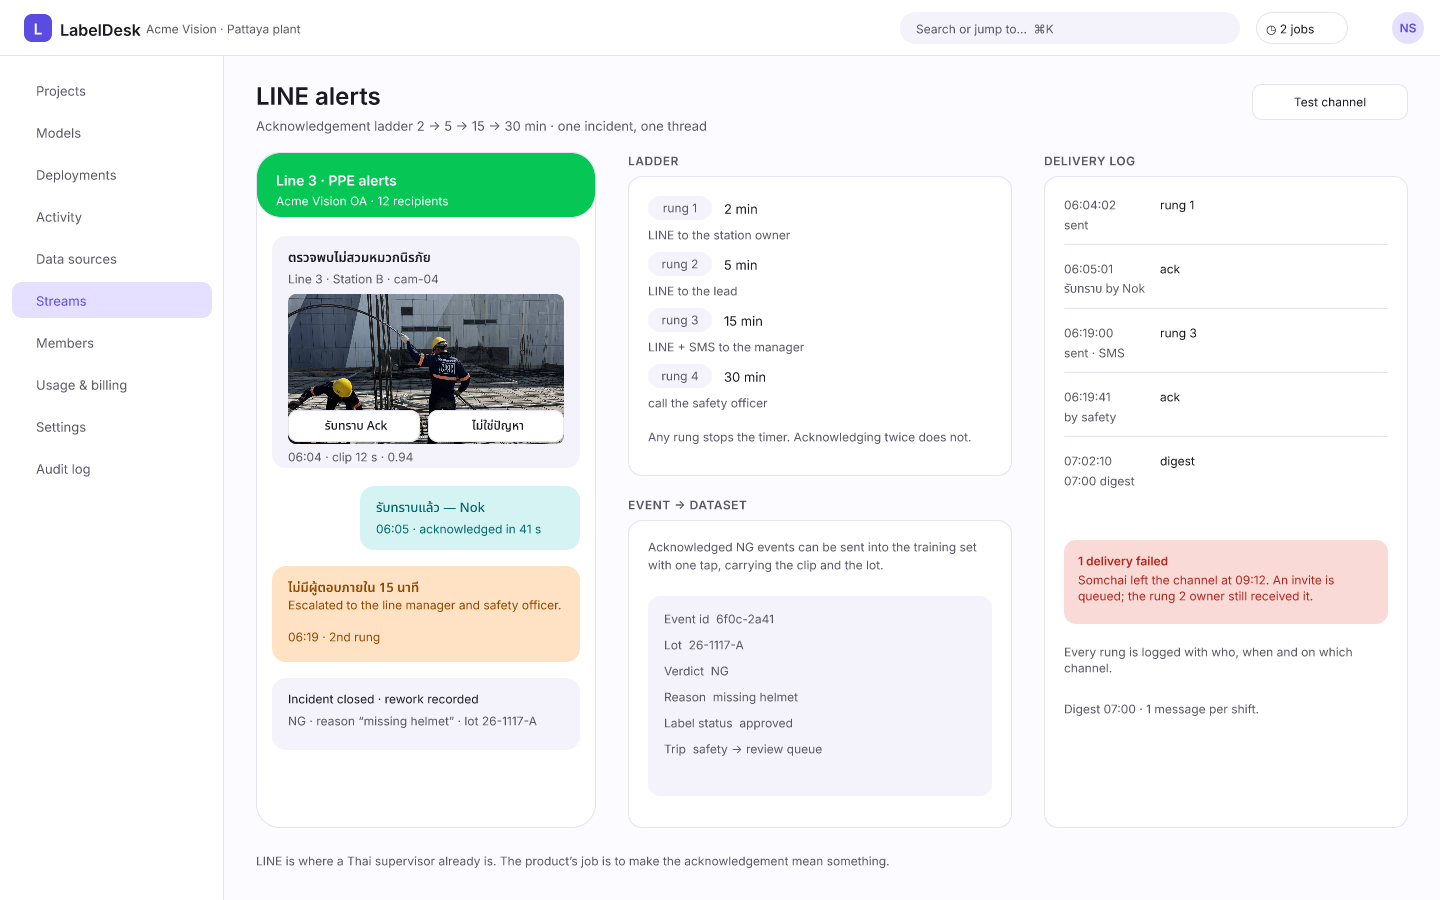 L LabelDesk Acme Vision · Pattaya plant
Search or jump to... ⌘K
◷ 2 jobs
NS
Projects
Models
Deployments
Activity
Data sources
Streams
Members
Usage & billing
Settings
Audit log
LINE alerts
Acknowledgement ladder 2 → 5 → 15 → 30 min · one incident, one thread
Test channel
Line 3 · PPE alerts
Acme Vision OA · 12 recipients
ตรวจพบไม่สวมหมวกนิรภัย
Line 3 · Station B · cam-04
รับทราบ Ack
ไม่ใช่ปัญหา
06:04 · clip 12 s · 0.94
รับทราบแล้ว — Nok
06:05 · acknowledged in 41 s
ไม่มีผู้ตอบภายใน 15 นาที
Escalated to the line manager and safety officer.
06:19 · 2nd rung
Incident closed · rework recorded
NG · reason “missing helmet” · lot 26-1117-A
LADDER
rung 1 2 min
LINE to the station owner
rung 2 5 min
LINE to the lead
rung 3 15 min
LINE + SMS to the manager
rung 4 30 min
call the safety officer
Any rung stops the timer. Acknowledging twice does not.
EVENT → DATASET
Acknowledged NG events can be sent into the training set
with one tap, carrying the clip and the lot.
Event id 6f0c-2a41
Lot 26-1117-A
Verdict NG
Reason missing helmet
Label status approved
Trip safety → review queue
DELIVERY LOG
06:04:02 rung 1
sent
06:05:01 ack
รับทราบ by Nok
06:19:00 rung 3
sent · SMS
06:19:41 ack
by safety
07:02:10 digest
07:00 digest
1 delivery failed
Somchai left the channel at 09:12. An invite is
queued; the rung 2 owner still received it.
Every rung is logged with who, when and on which
channel.
Digest 07:00 · 1 message per shift.
LINE is where a Thai supervisor already is. The product’s job is to make the acknowledgement mean something.